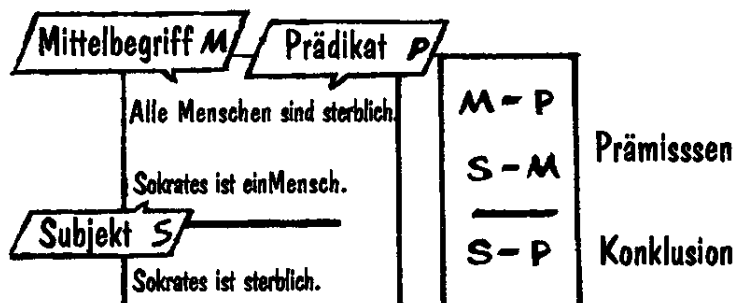 Mittelbegriff M
Prädikat P
Alle Menschen sind sterblich.
Sokrates ist einMensch.
Subjekt S
Sokrates ist sterblich.
M – P
S – M
S – P
Prämisssen
Konklusion